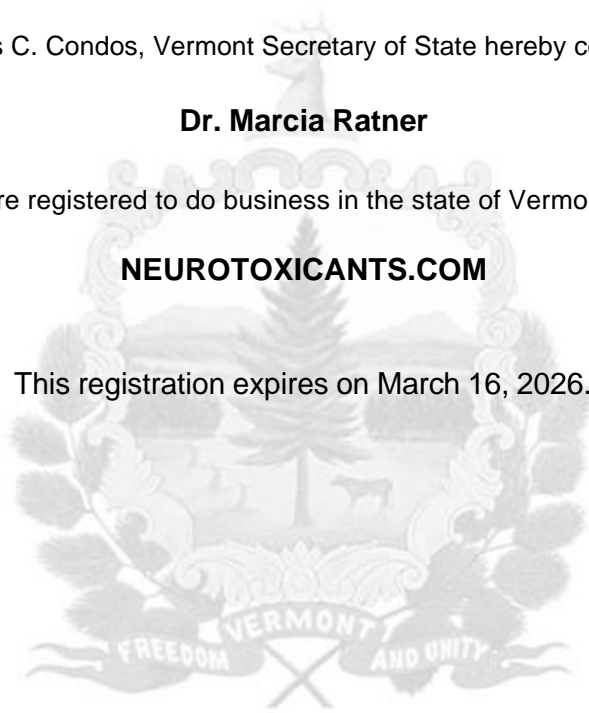 s C. Condos, Vermont Secretary of State hereby ce
Dr. Marcia Ratner
re registered to do business in the state of Vermo
NEUROTOXICANTS.COM
This registration expires on March 16, 2026.
VERMONT
FREEDOM AND UNITY